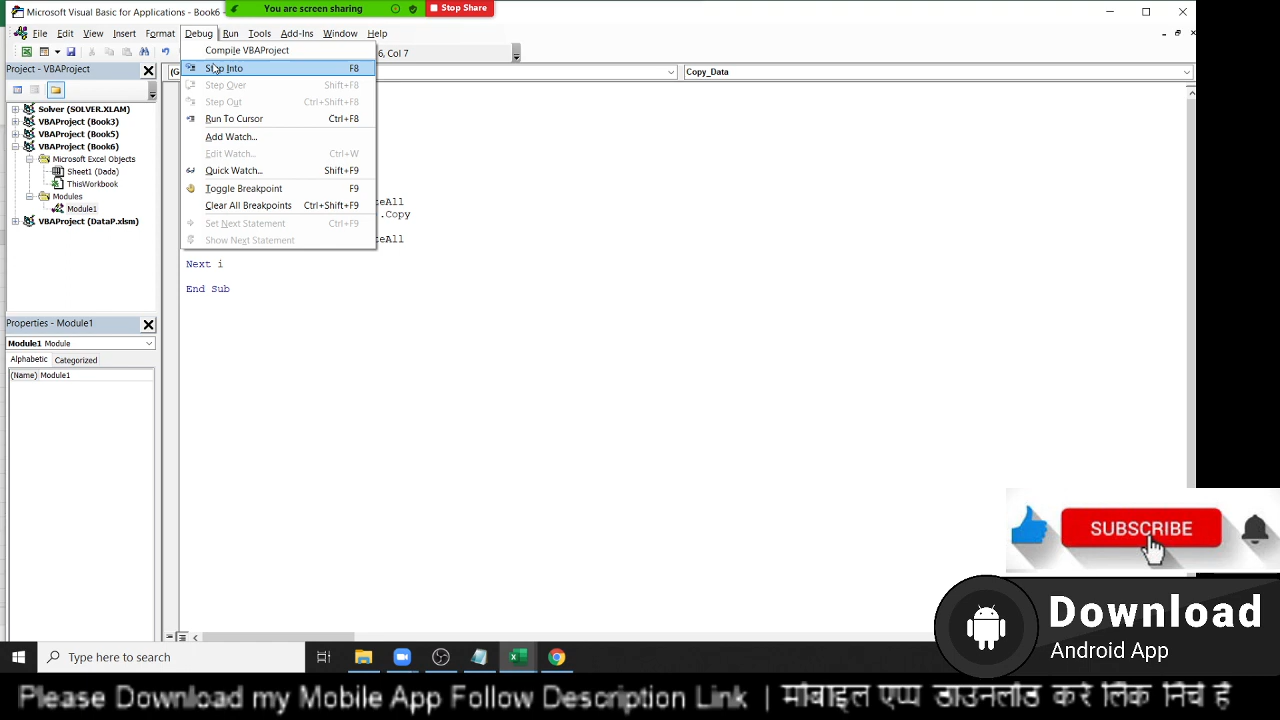 Microsoft Visual Basic for Applications - Book6 -
You are screen sharing
Stop Share
File Edit View Insert Format Debug Run Tools Add-Ins Window Help
6, Col 7
Compile VBAProject
Step Into F8
Step Over Shift+F8
Step Out Ctrl+Shift+F8
Run To Cursor Ctrl+F8
Add Watch...
Edit Watch... Ctrl+W
Quick Watch... Shift+F9
Toggle Breakpoint F9
Clear All Breakpoints Ctrl+Shift+F9
Set Next Statement Ctrl+F9
Show Next Statement
Project - VBAProject
Solver (SOLVER.XLAM)
VBAProject (Book3)
VBAProject (Book5)
VBAProject (Book6)
Microsoft Excel Objects
Sheet1 (Dada)
ThisWorkbook
Modules
Module1
VBAProject (DataP.xlsm)
Properties - Module1
Module1 Module
Alphabetic Categorized
(Name) Module1
(G
Copy_Data
teAll
.Copy
teAll
Next i
End Sub
SUBSCRIBE
Download
Android App
Type here to search
Please Download my Mobile App Follow Description Link | मोबाइल एप्प डाउनलोड करे लिंक निचे है